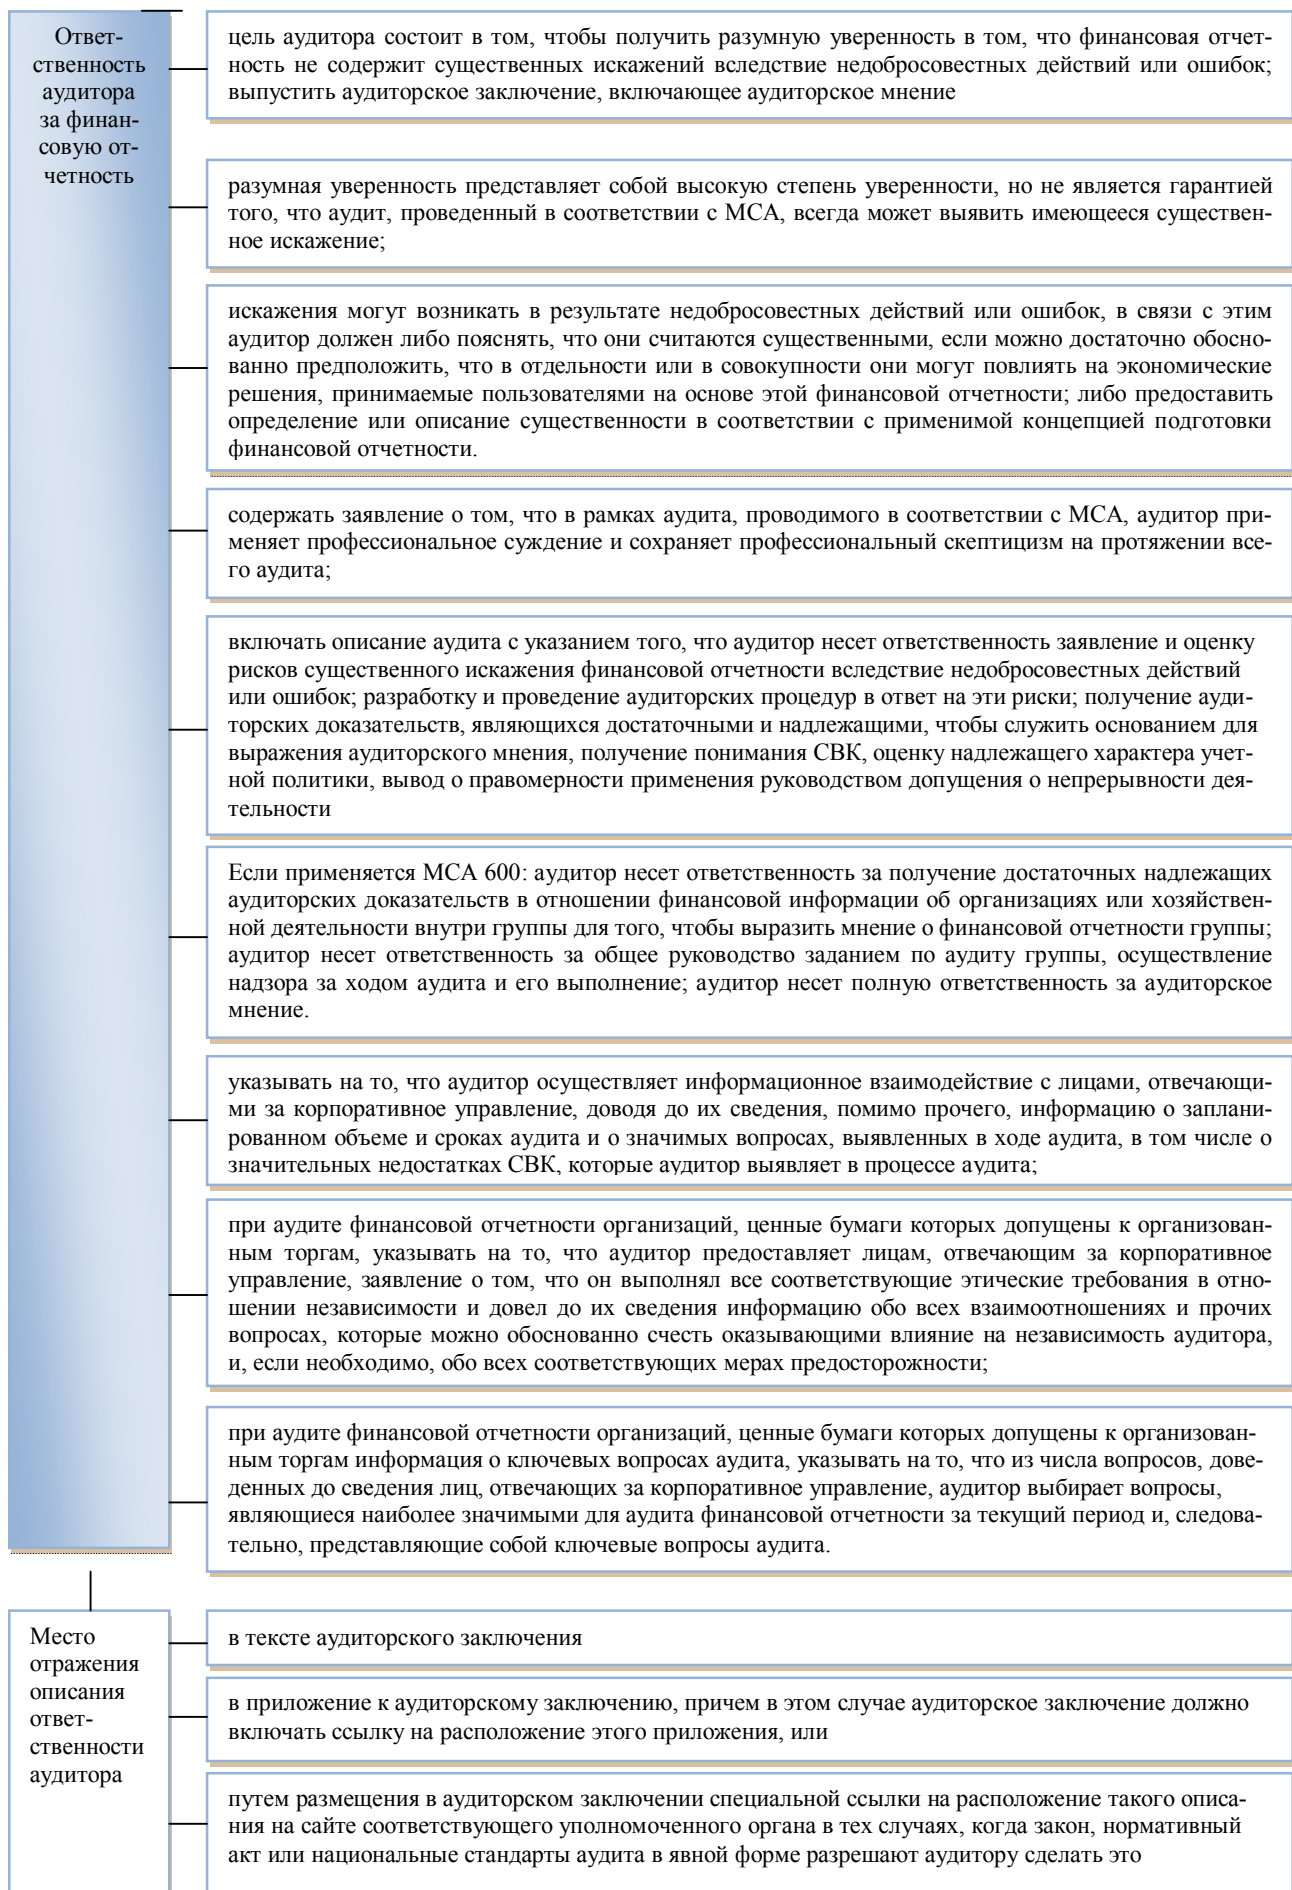 Ответ-
ственность
аудитора
за финан-
совую от-
четность
цель аудитора состоит в том, чтобы получить разумную уверенность в том, что финансовая отчет-
ность не содержит существенных искажений вследствие недобросовестных действий или ошибок;
выпустить аудиторское заключение, включающее аудиторское мнение
разумная уверенность представляет собой высокую степень уверенности, но не является гарантией
того, что аудит, проведенный в соответствии с МСА, всегда может выявить имеющееся существен-
ное искажение;
искажения могут возникать в результате недобросовестных действий или ошибок, в связи с этим
аудитор должен либо пояснять, что они считаются существенными, если можно достаточно обосно-
ванно предположить, что в отдельности или в совокупности они могут повлиять на экономические
решения, принимаемые пользователями на основе этой финансовой отчетности; либо предоставить
определение или описание существенности в соответствии с применимой концепцией подготовки
финансовой отчетности.
содержать заявление о том, что в рамках аудита, проводимого в соответствии с МСА, аудитор при-
меняет профессиональное суждение и сохраняет профессиональный скептицизм на протяжении все-
го аудита;
включать описание аудита с указанием того, что аудитор несет ответственность заявление и оценку
рисков существенного искажения финансовой отчетности вследствие недобросовестных действий
или ошибок; разработку и проведение аудиторских процедур в ответ на эти риски; получение ауди-
торских доказательств, являющихся достаточными и надлежащими, чтобы служить основанием для
выражения аудиторского мнения, получение понимания СВК, оценку надлежащего характера учет-
ной политики, вывод о правомерности применения руководством допущения о непрерывности дея-
тельности
Если применяется МСА 600: аудитор несет ответственность за получение достаточных надлежащих
аудиторских доказательств в отношении финансовой информации об организациях или хозяйствен-
ной деятельности внутри группы для того, чтобы выразить мнение о финансовой отчетности группы;
аудитор несет ответственность за общее руководство заданием по аудиту группы, осуществление
надзора за ходом аудита и его выполнение; аудитор несет полную ответственность за аудиторское
мнение.
указывать на то, что аудитор осуществляет информационное взаимодействие с лицами, отвечающи-
ми за корпоративное управление, доводя до их сведения, помимо прочего, информацию о заплани-
рованном объеме и сроках аудита и о значимых вопросах, выявленных в ходе аудита, в том числе о
значительных недостатках СВК, которые аудитор выявляет в процессе аудита;
при аудите финансовой отчетности организаций, ценные бумаги которых допущены к организован-
ным торгам, указывать на то, что аудитор предоставляет лицам, отвечающим за корпоративное
управление, заявление о том, что он выполнял все соответствующие этические требования в отно-
шении независимости и довел до их сведения информацию обо всех взаимоотношениях и прочих
вопросах, которые можно обоснованно счесть оказывающими влияние на независимость аудитора,
и, если необходимо, обо всех соответствующих мерах предосторожности;
при аудите финансовой отчетности организаций, ценные бумаги которых допущены к организован-
ным торгам информация о ключевых вопросах аудита, указывать на то, что из числа вопросов, дове-
денных до сведения лиц, отвечающих за корпоративное управление, аудитор выбирает вопросы,
являющиеся наиболее значимыми для аудита финансовой отчетности за текущий период и, следова-
тельно, представляющие собой ключевые вопросы аудита.
Место
отражения
описания
ответ-
ственности
аудитора
в тексте аудиторского заключения
в приложение к аудиторскому заключению, причем в этом случае аудиторское заключение должно
включать ссылку на расположение этого приложения, или
путем размещения в аудиторском заключении специальной ссылки на расположение такого описа-
ния на сайте соответствующего уполномоченного органа в тех случаях, когда закон, нормативный
акт или национальные стандарты аудита в явной форме разрешают аудитору сделать это